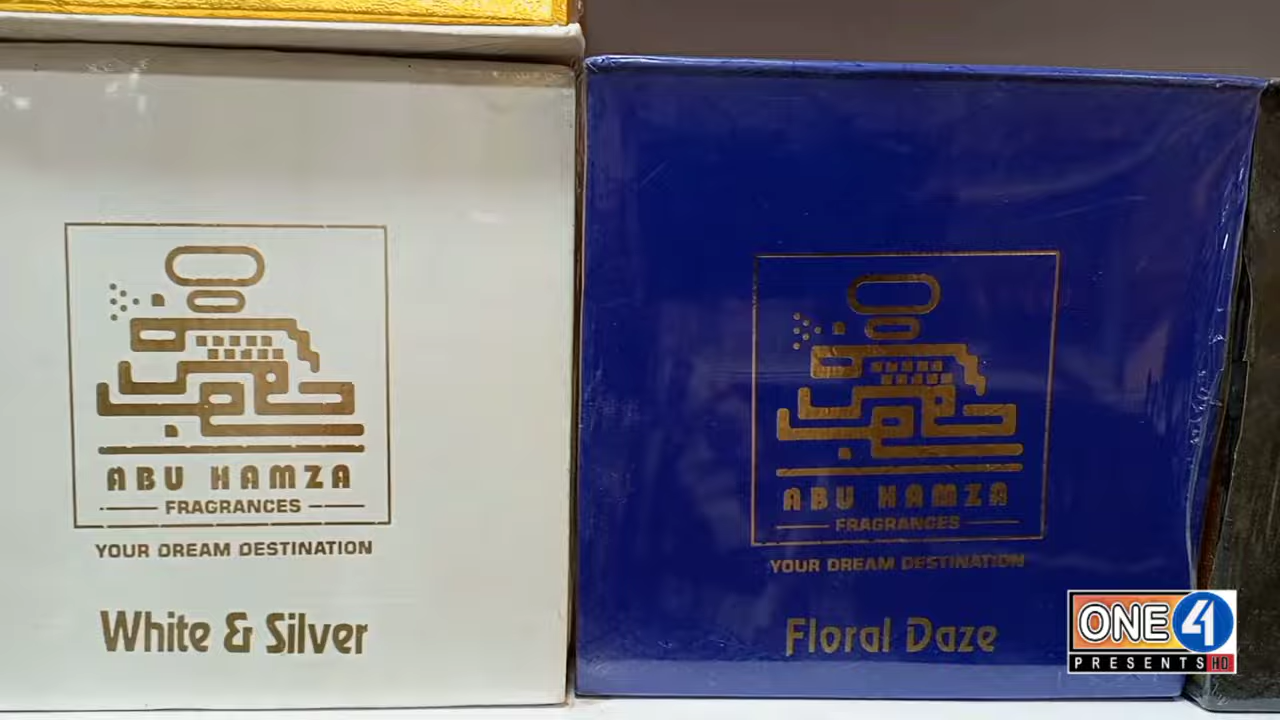 ABU HAMZA
FRAGRANCES
YOUR DREAM DESTINATION
White & Silver
ABU HAMZA
FRAGRANCES
YOUR DREAM DESTINATION
Floral Daze
ONE 4
PRESENTS HD